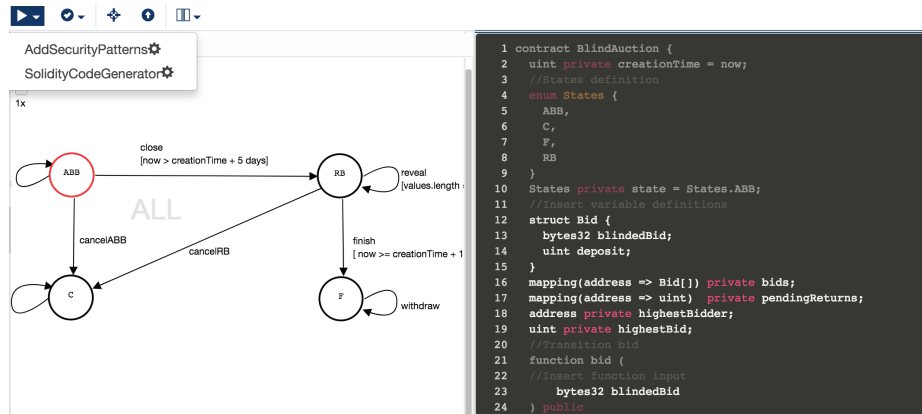 AddSecurityPatterns
SolidityCodeGenerator
1x
close
[now > creationTime + 5 days]
ABB
RB
reveal
[values.length
ALL
cancelABB
cancelRB
finish
[ now >= creationTime + 1
C
F
withdraw
1 contract BlindAuction {
2 uint private creationTime = now;
3 //States definition
4 enum States {
5 ABB,
6 C,
7 F,
8 RB
9 }
10 States private state = States.ABB;
11 //Insert variable definitions
12 struct Bid {
13 bytes32 blindedBid;
14 uint deposit;
15 }
16 mapping(address => Bid[]) private bids;
17 mapping(address => uint)  private pendingReturns;
18 address private highestBidder;
19 uint private highestBid;
20 //Transition bid
21 function bid (
22 //Insert function input
23 bytes32 blindedBid
24 ) public